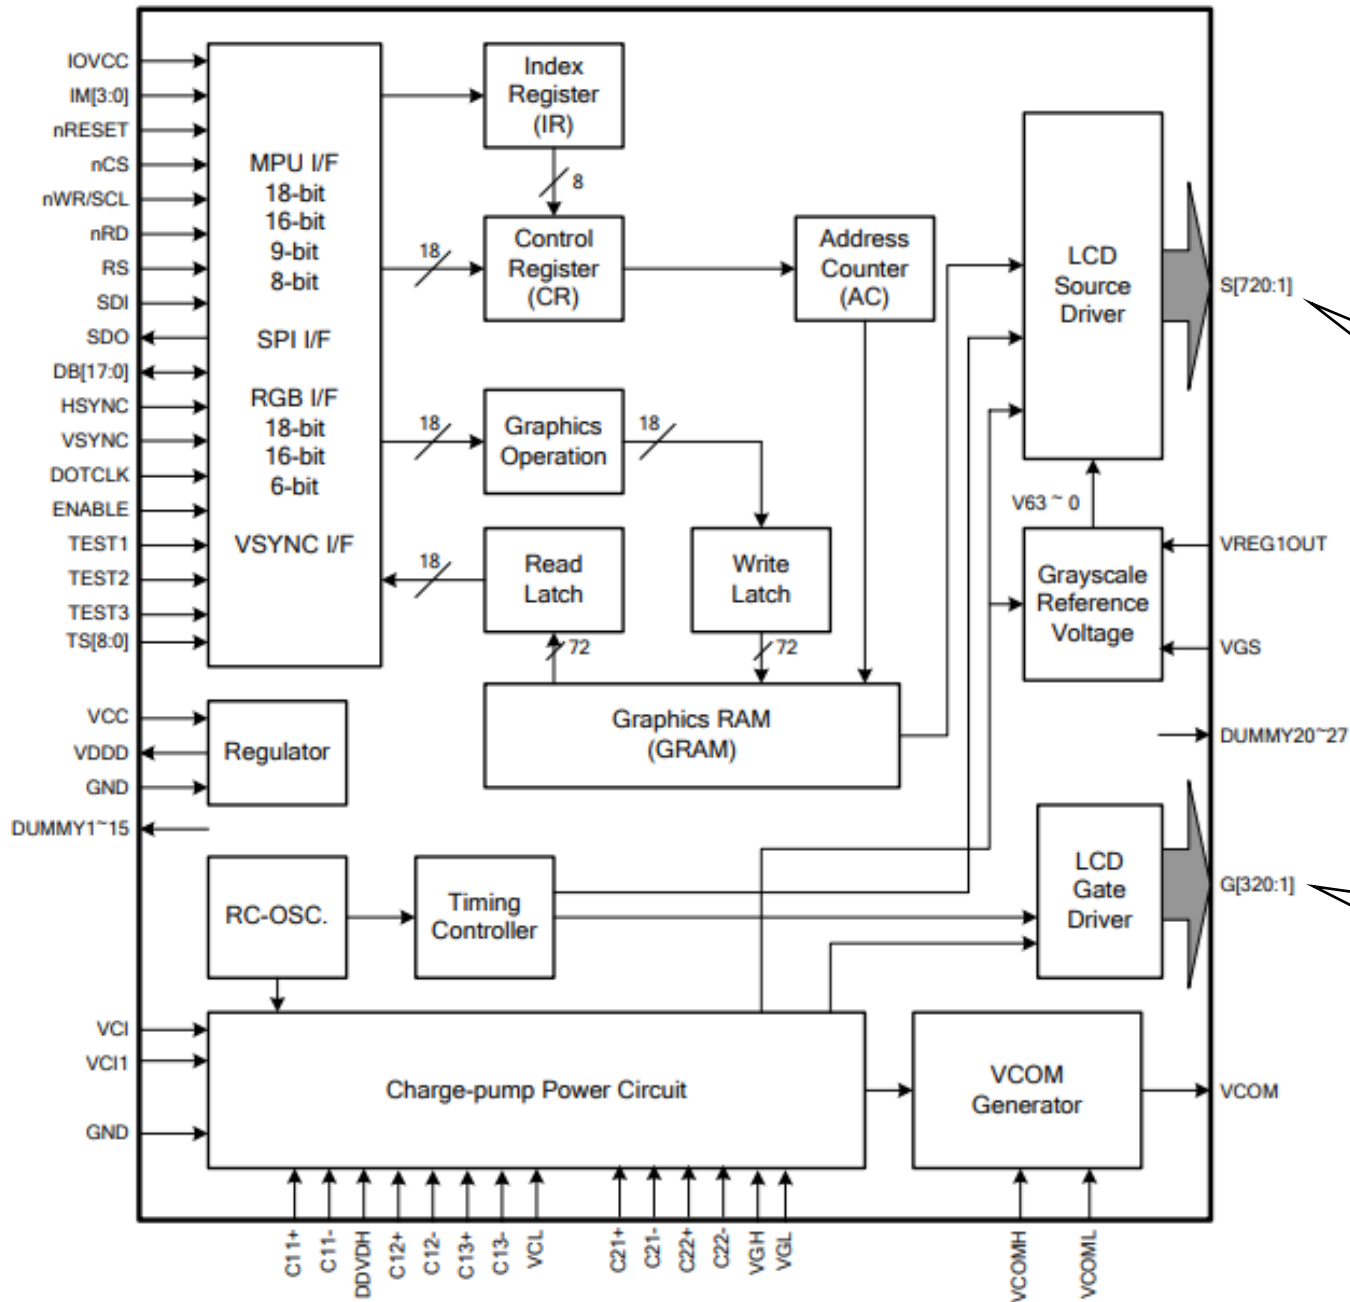 IOVCC
IM[3:0]
nRESET
nCS
nWR/SCL
nRD
RS
SDI
SDO
DB[17:0]
HSYNC
VSYNC
DOTCLK
ENABLE
TEST1
TEST2
TEST3
TS[8:0]
MPU I/F
18-bit
16-bit
9-bit
8-bit
SPI I/F
RGB I/F
18-bit
16-bit
6-bit
VSYNC I/F
Index
Register
(IR)
8
18
Control
Register
(CR)
Address
Counter
(AC)
18
Graphics
Operation
18
18
Read
Latch
Write
Latch
72
72
Graphics RAM
(GRAM)
LCD
Source
Driver
S[720:1]
V63 ~ 0
Grayscale
Reference
Voltage
VREG1OUT
VGS
DUMMY20~27
VCC
VDDD
GND
Regulator
DUMMY1~15
RC-OSC.
Timing
Controller
LCD
Gate
Driver
G[320:1]
VCI
VCI1
GND
Charge-pump Power Circuit
VCOM
Generator
VCOM
C11+
C11-
DDVDH
C12+
C12-
C13+
C13-
VCL
C21+
C21-
C22+
C22-
VGH
VGL
VCOMH
VCOML